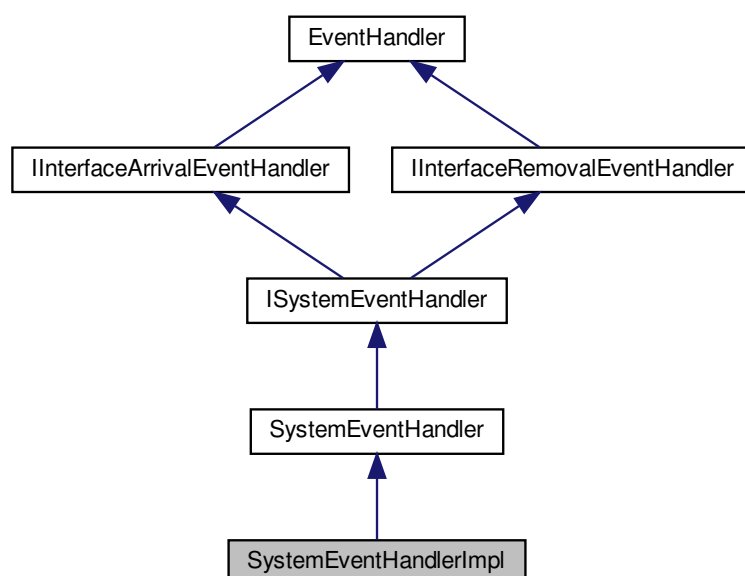 EventHandler
IInterfaceArrivalEventHandler
IInterfaceRemovalEventHandler
ISystemEventHandler
SystemEventHandler
SystemEventHandlerImpl